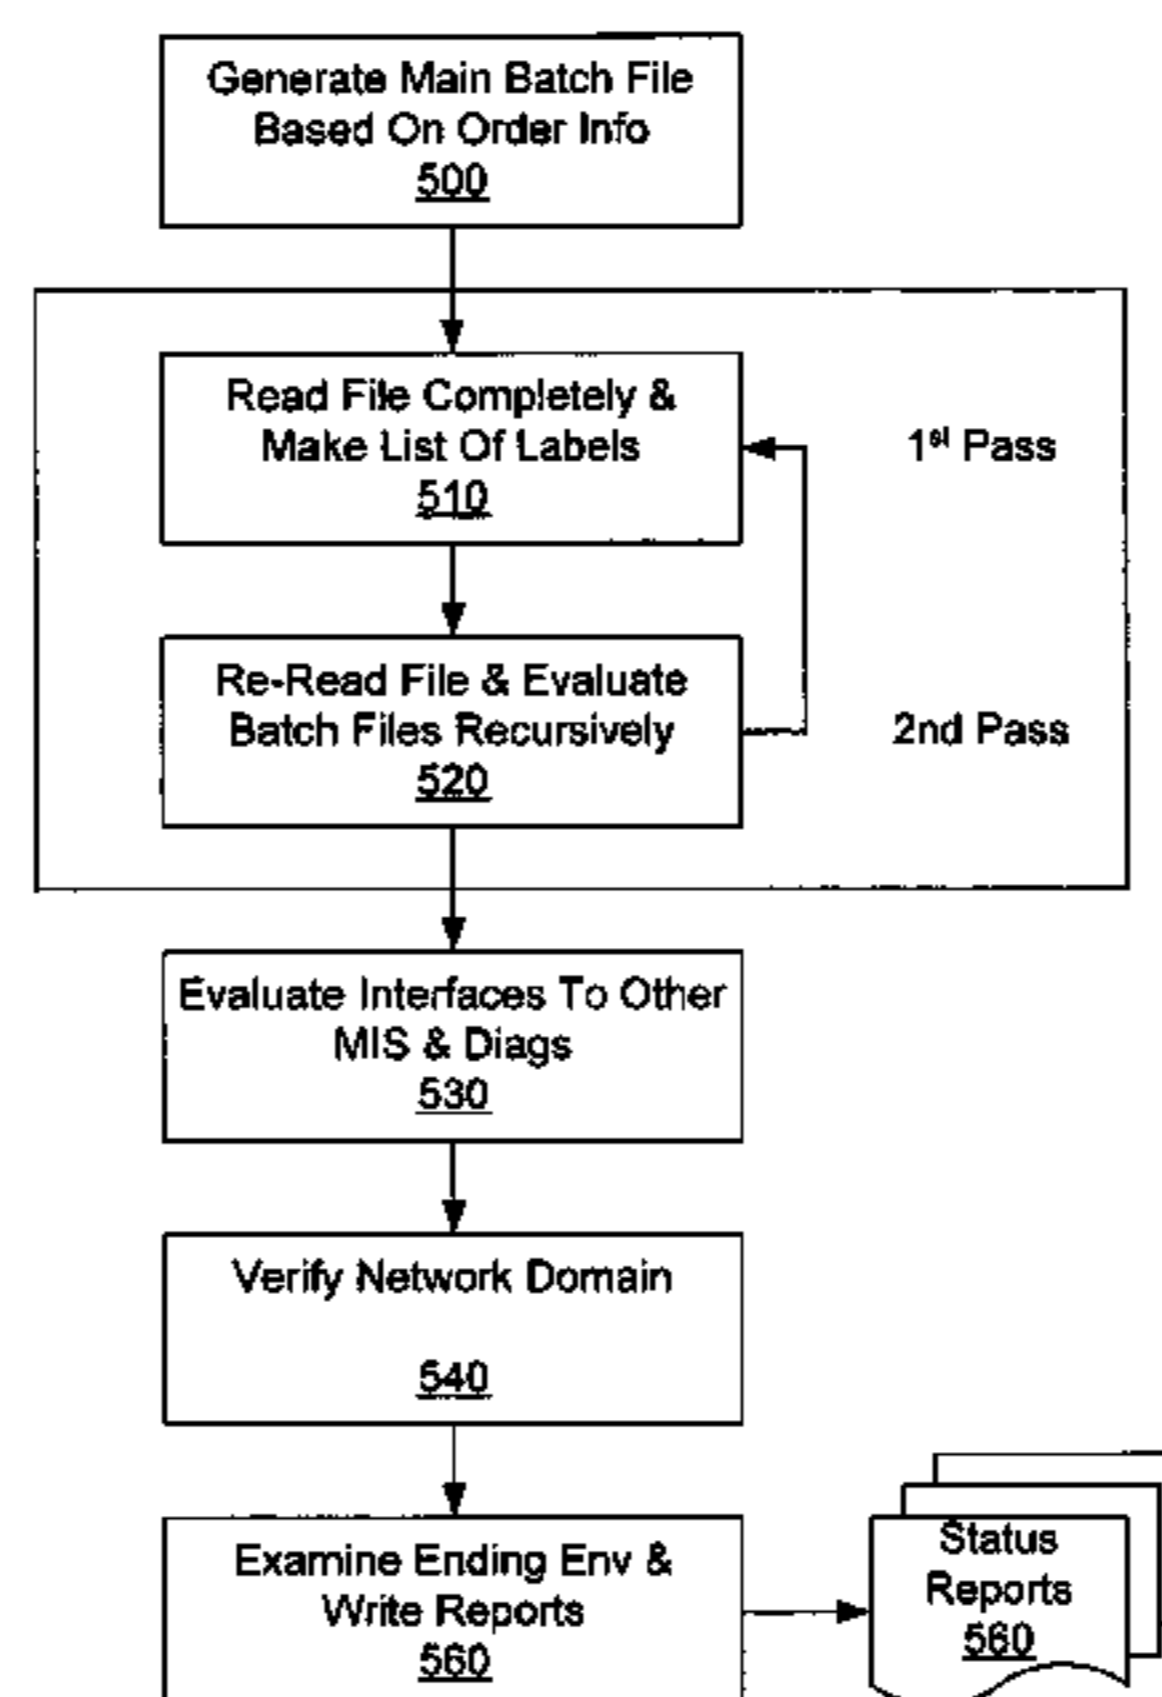 Generate Main Batch File
Based On Order Info
500
Read File Completely &
Make List Of Labels
510
1st Pass
Re-Read File & Evaluate
Batch Files Recursively
520
2nd Pass
Evaluate Interfaces To Other
MIS & Diags
530
Verify Network Domain
540
Examine Ending Env &
Write Reports
560
Status
Reports
560